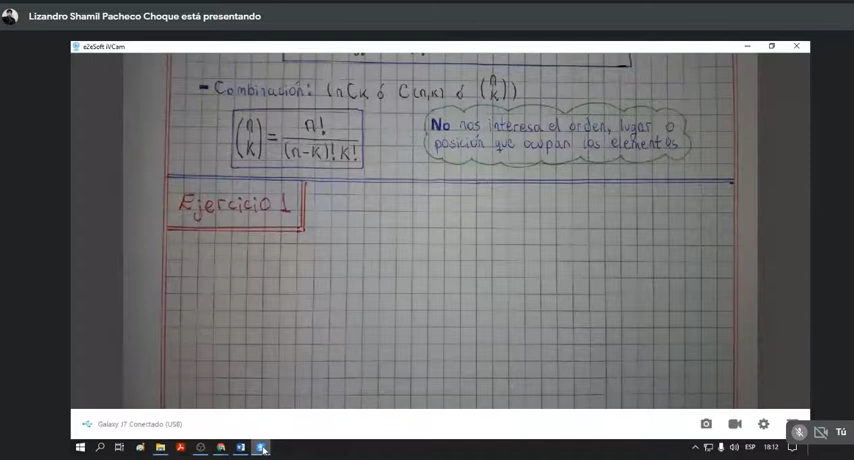 Lizandro Shamil Pacheco Choque está presentando
e2eSoft iVCam
- Combinación: (nCk ó C(n,k) ó (n k))
(n k) = n! / (n-k)! k!
No nos interesa el orden, lugar o
posición que ocupan los elementos
Ejercicio 1
Galaxy J7 Conectado (USB)
Tú
ESP
18:12